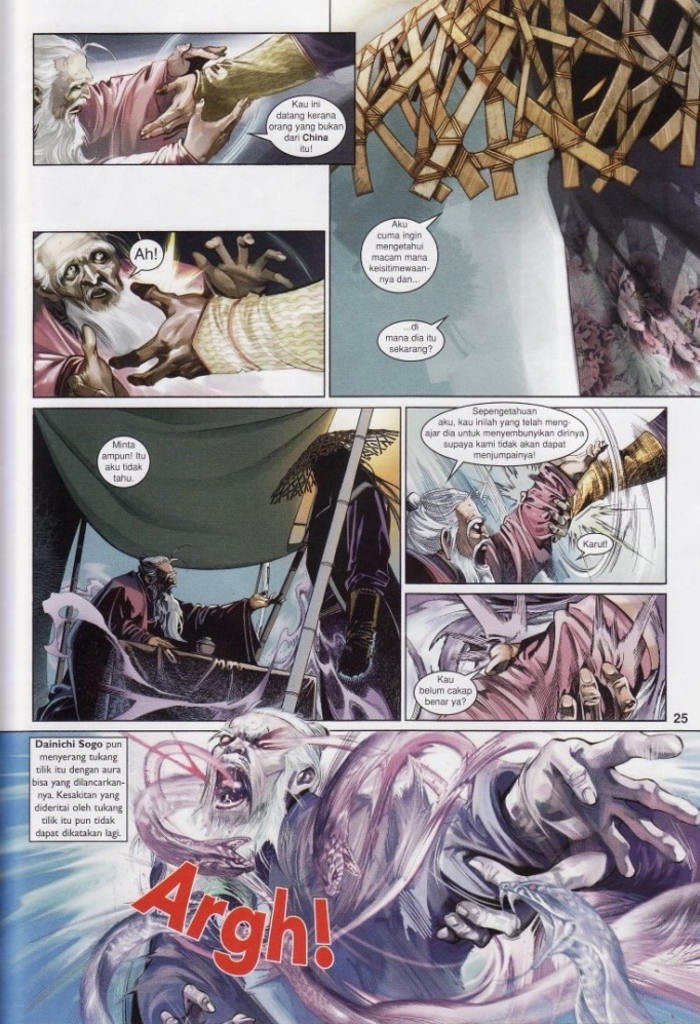 Kau ini
datang kerana
orang yang bukan
dari China
itu!
Aku
cuma ingin
mengetahui
macam mana
keisitimewaan-
nya dan...
Ah!
...di
mana dia itu
sekarang?
Minta
ampun! Itu
aku tidak
tahu.
Sepengetahuan
aku, kau inilah yang telah meng-
ajar dia untuk menyembunyikan dirinya
supaya kami tidak akan dapat
menjumpainya!
Karut!
Kau
belum cakap
benar ya?
25
Dainichi Sogo pun
menyerang tukang
tilik itu dengan aura
bisa yang dilancarkan-
nya. Kesakitan yang
dideritai oleh tukang
tilik itu pun tidak
dapat dikatakan lagi.
Argh!